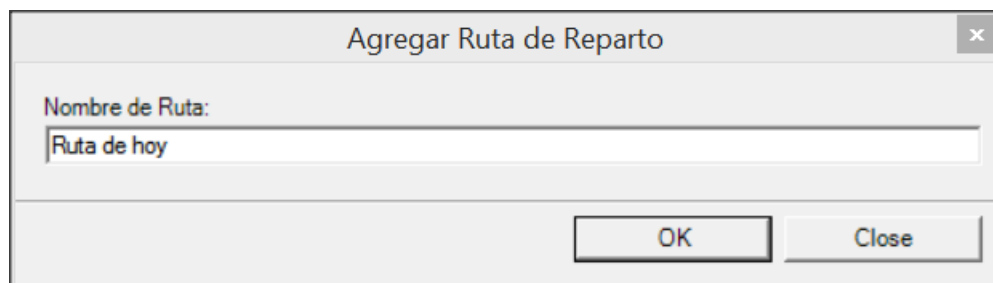 Agregar Ruta de Reparto
x
Nombre de Ruta:
Ruta de hoy
OK Close